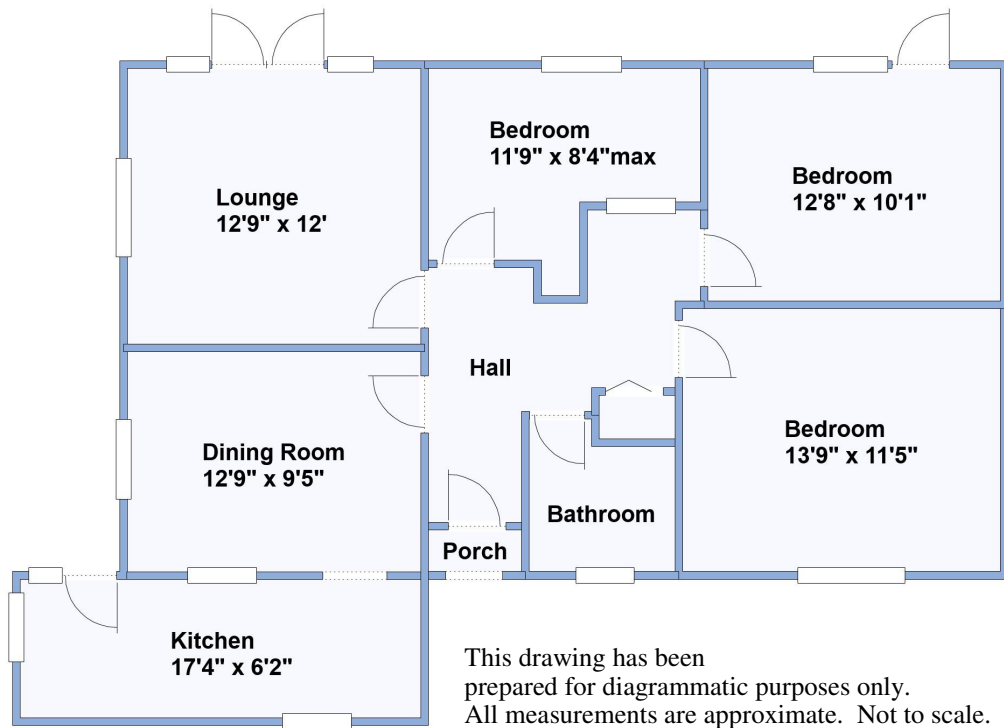 Bedroom
11'9" x 8'4"max
Bedroom
12'8" x 10'1"
Lounge
12'9" x 12'
Hall
Bedroom
13'9" x 11'5"
Dining Room
12'9" x 9'5"
Bathroom
Porch
Kitchen
17'4" x 6'2"
This drawing has been
prepared for diagrammatic purposes only.
All measurements are approximate.  Not to scale.